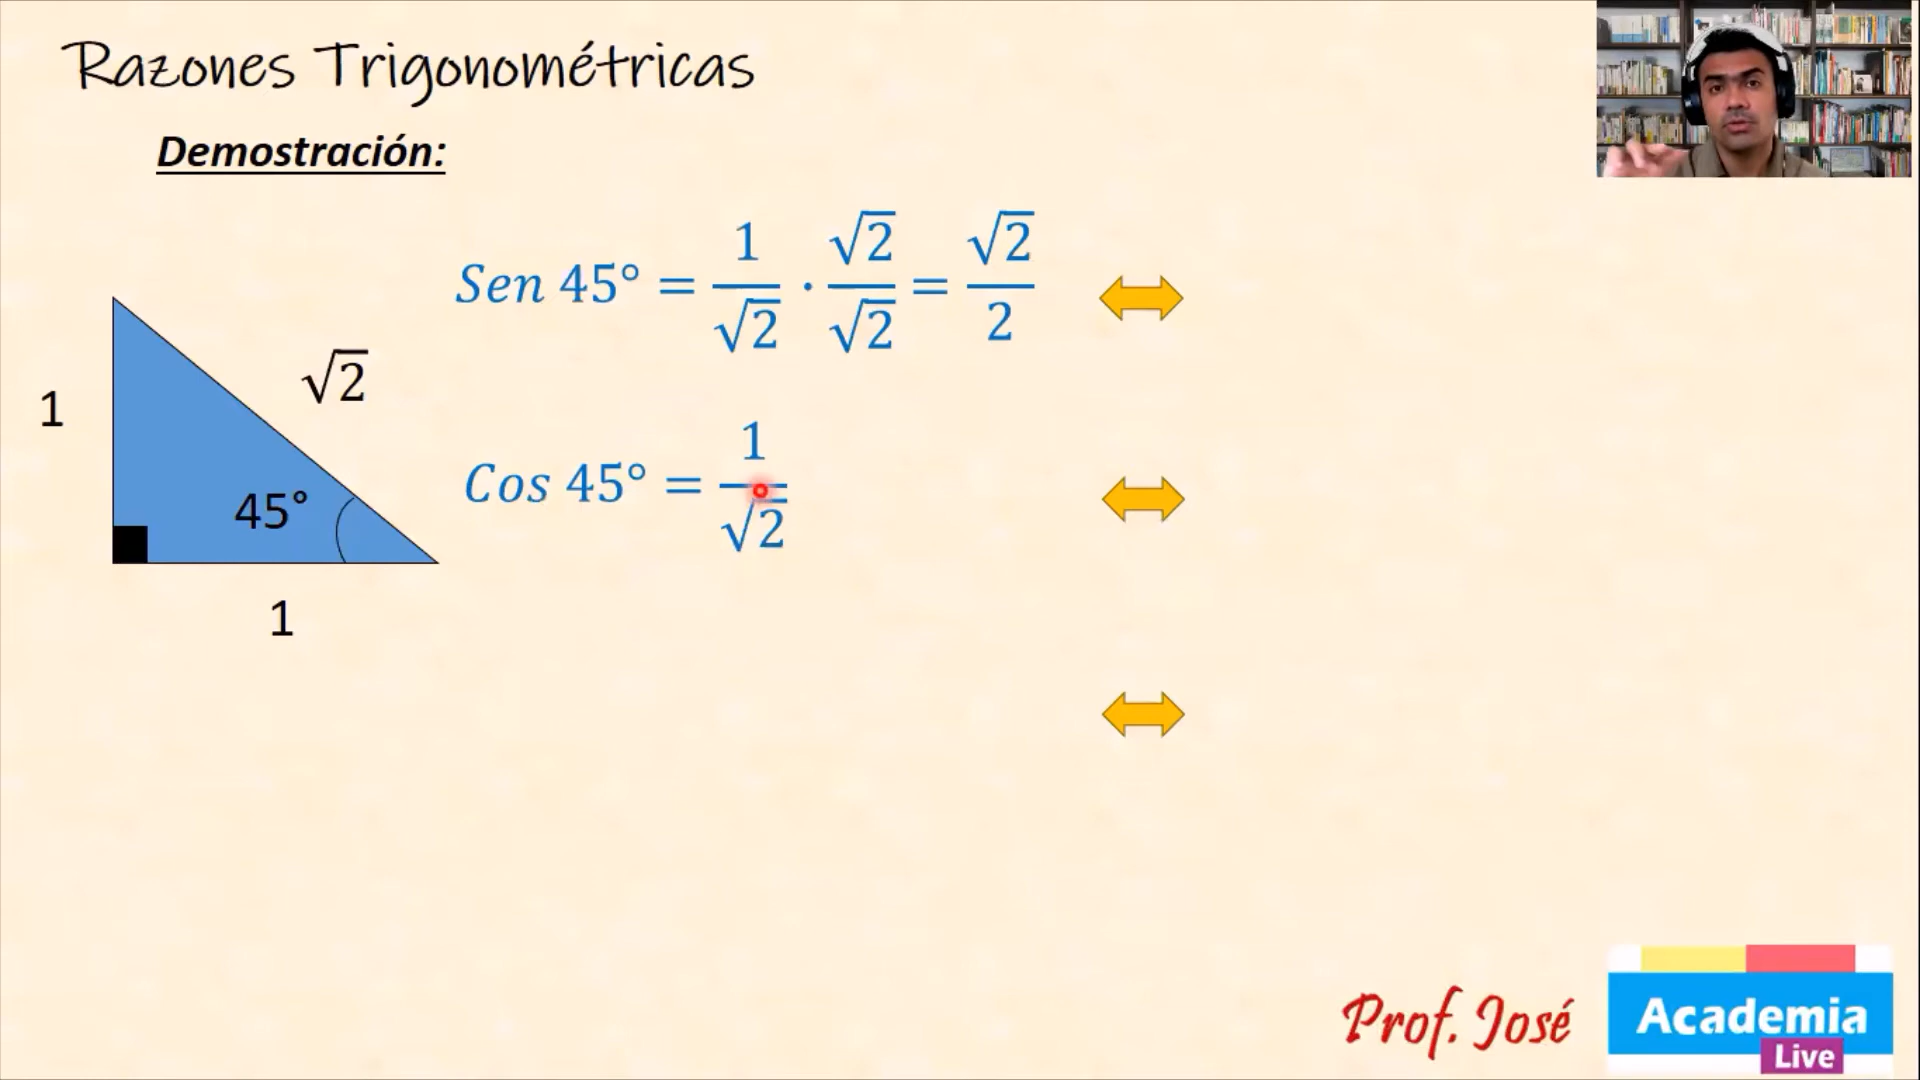 Razones Trigonométricas
Demostración:
Sen 45° = 1/√2 · √2/√2 = √2/2
1
√2
Cos 45° = 1/√2
45°
1
Prof. José
Academia
Live